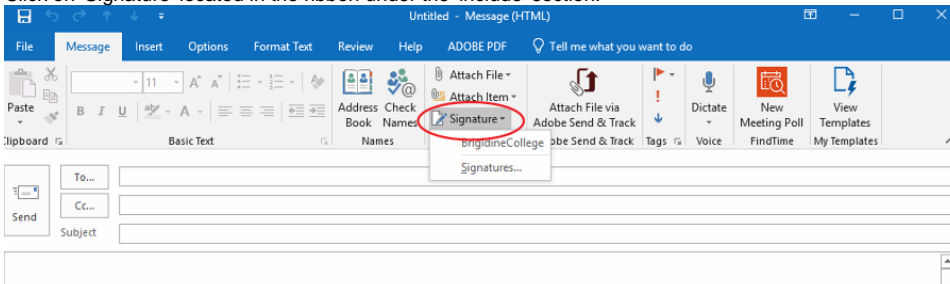 Click on 'Signature' located in the ribbon under the 'Include' section.
Untitled - Message (HTML)
File Message Insert Options Format Text Review Help ADOBE PDF Tell me what you want to do
Paste
11
B I U A
Address Book
Check Names
Attach File
Attach Item
Signature
BrigidineCollege
Signatures...
Attach File via
Adobe Send & Track
Dictate
New
Meeting Poll
View
Templates
Clipboard Basic Text Names obe Send & Track Tags Voice FindTime My Templates
Send
To...
Cc...
Subject